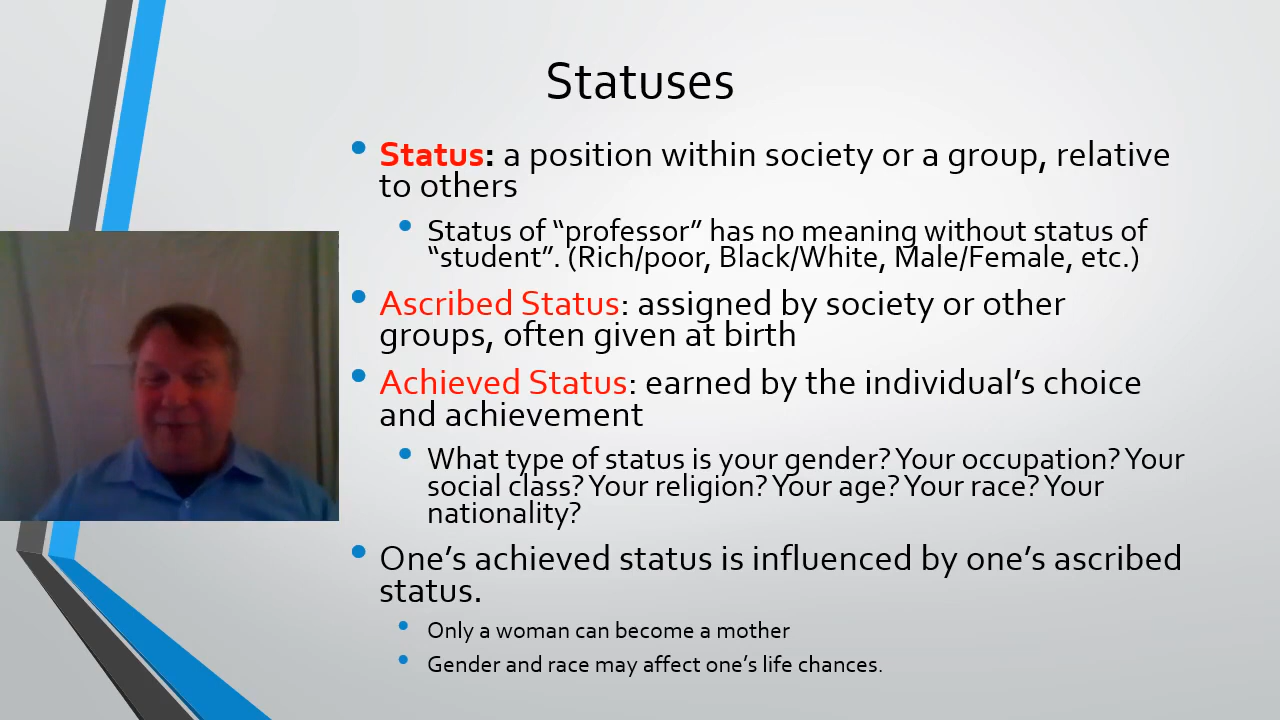 Statuses
Status: a position within society or a group, relative
to others
Status of “professor” has no meaning without status of
“student”. (Rich/poor, Black/White, Male/Female, etc.)
Ascribed Status: assigned by society or other
groups, often given at birth
Achieved Status: earned by the individual’s choice
and achievement
What type of status is your gender? Your occupation? Your
social class? Your religion? Your age? Your race? Your
nationality?
One’s achieved status is influenced by one’s ascribed
status.
Only a woman can become a mother
Gender and race may affect one’s life chances.